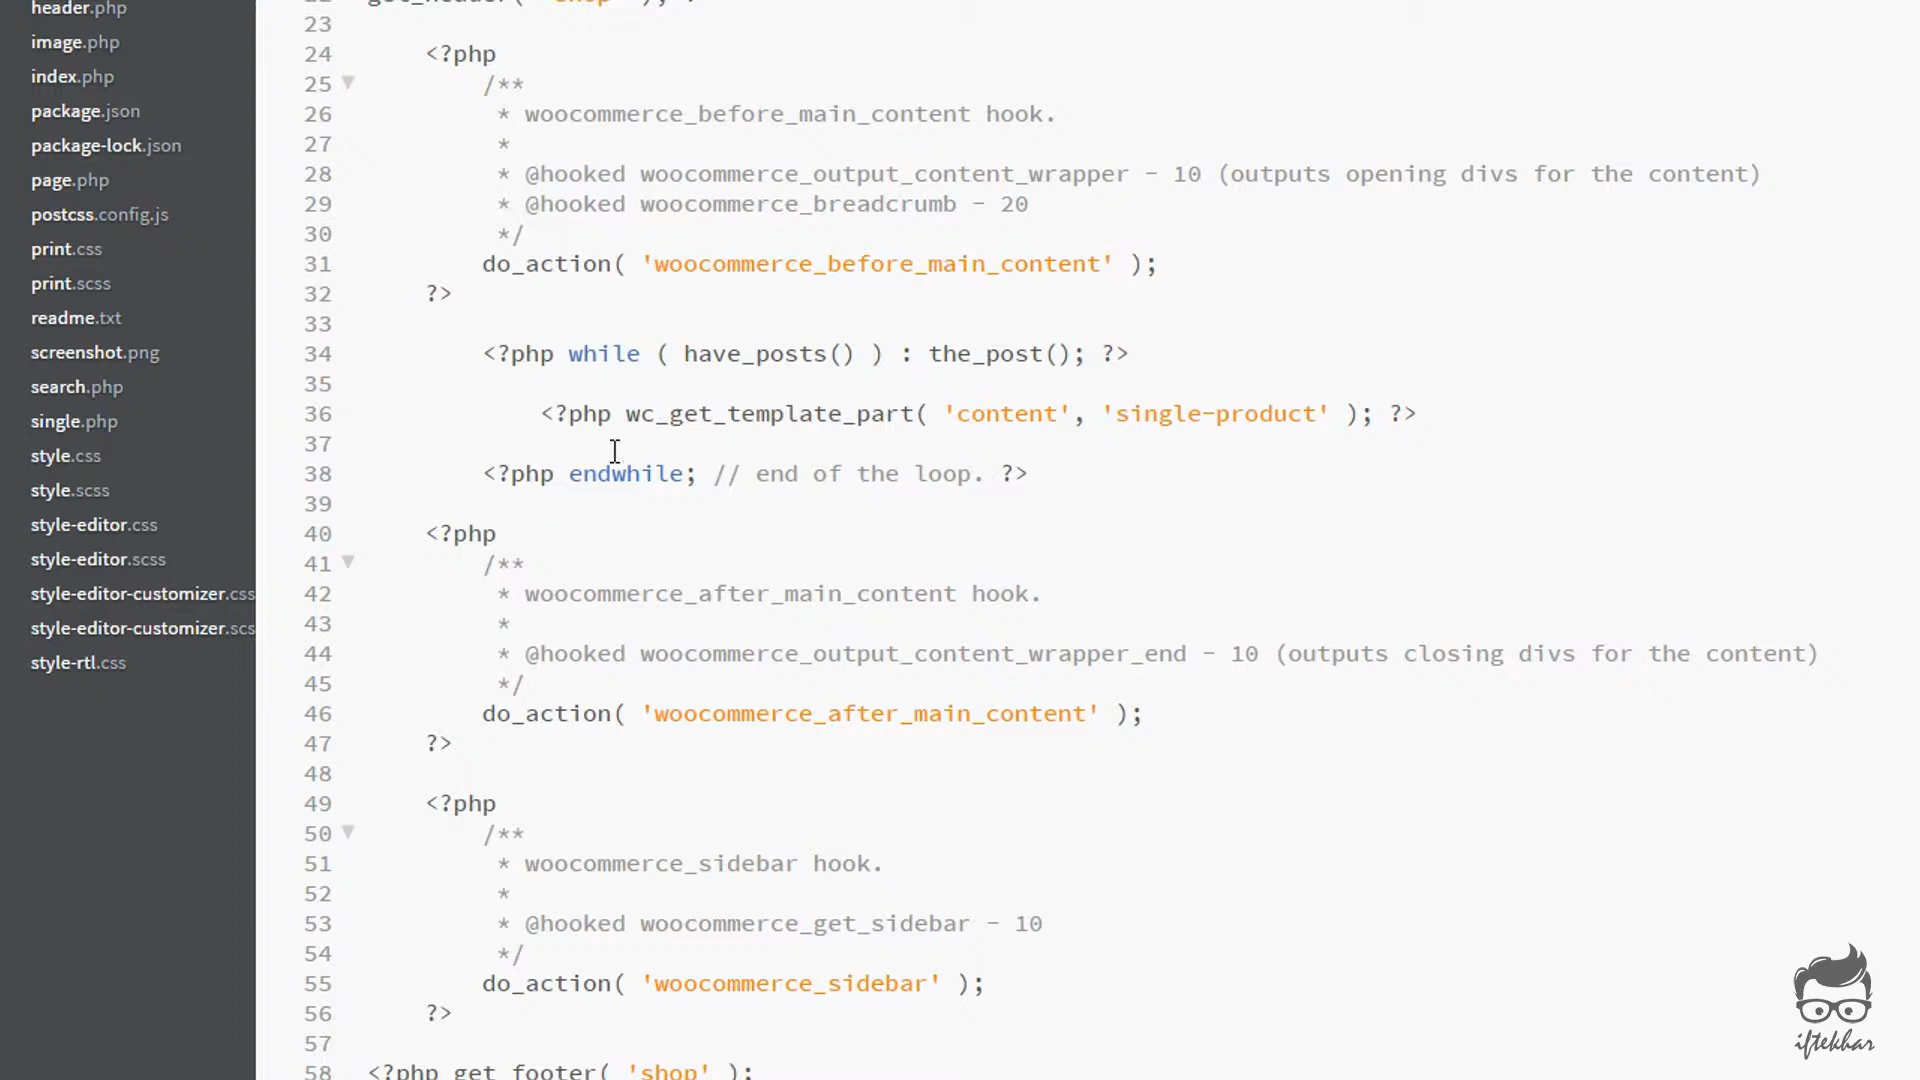 header.php
image.php
index.php
package.json
package-lock.json
page.php
postcss.config.js
print.css
print.scss
readme.txt
screenshot.png
search.php
single.php
style.css
style.scss
style-editor.css
style-editor.scss
style-editor-customizer.css
style-editor-customizer.scs
style-rtl.css
22 get_header( 'shop' ); ?
23
24 <?php
25 /**
26 * woocommerce_before_main_content hook.
27 *
28 * @hooked woocommerce_output_content_wrapper - 10 (outputs opening divs for the content)
29 * @hooked woocommerce_breadcrumb - 20
30 */
31 do_action( 'woocommerce_before_main_content' );
32 ?>
33
34 <?php while ( have_posts() ) : the_post(); ?>
35
36 <?php wc_get_template_part( 'content', 'single-product' ); ?>
37
38 <?php endwhile; // end of the loop. ?>
39
40 <?php
41 /**
42 * woocommerce_after_main_content hook.
43 *
44 * @hooked woocommerce_output_content_wrapper_end - 10 (outputs closing divs for the content)
45 */
46 do_action( 'woocommerce_after_main_content' );
47 ?>
48
49 <?php
50 /**
51 * woocommerce_sidebar hook.
52 *
53 * @hooked woocommerce_get_sidebar - 10
54 */
55 do_action( 'woocommerce_sidebar' );
56 ?>
57
58 <?php get_footer( 'shop' );
iftekhar